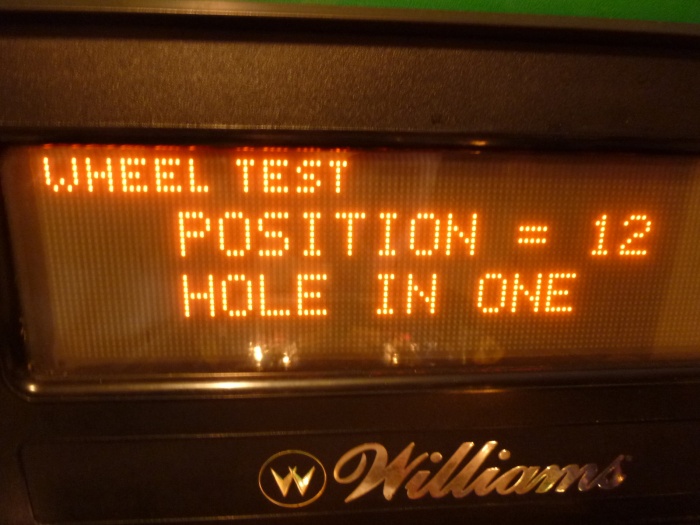 WHEEL TEST
POSITION = 12
HOLE IN ONE
W Williams